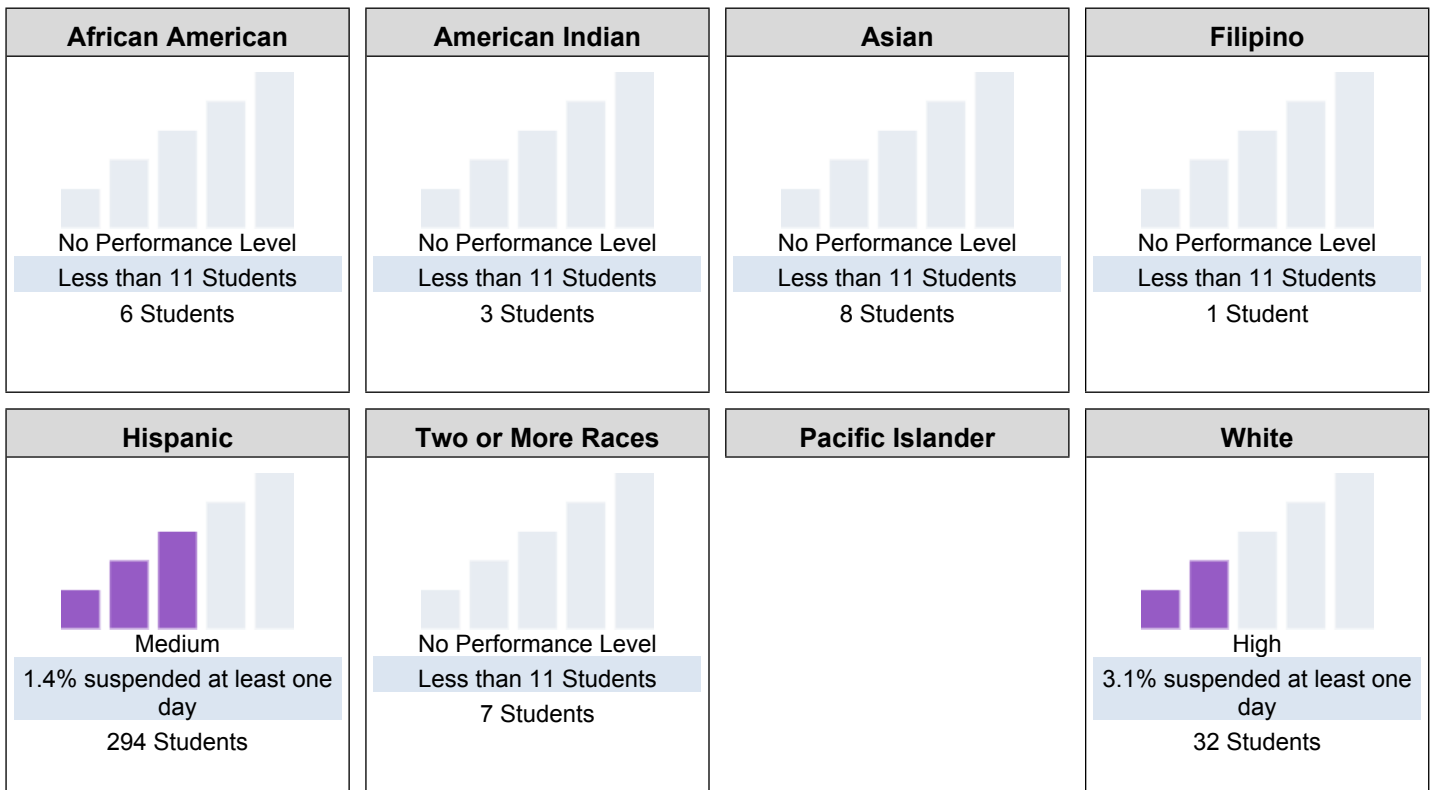 African American
No Performance Level
Less than 11 Students
6 Students
American Indian
No Performance Level
Less than 11 Students
3 Students
Asian
No Performance Level
Less than 11 Students
8 Students
Filipino
No Performance Level
Less than 11 Students
1 Student
Hispanic
Medium
1.4% suspended at least one
day
294 Students
Two or More Races
No Performance Level
Less than 11 Students
7 Students
Pacific Islander
White
High
3.1% suspended at least one
day
32 Students